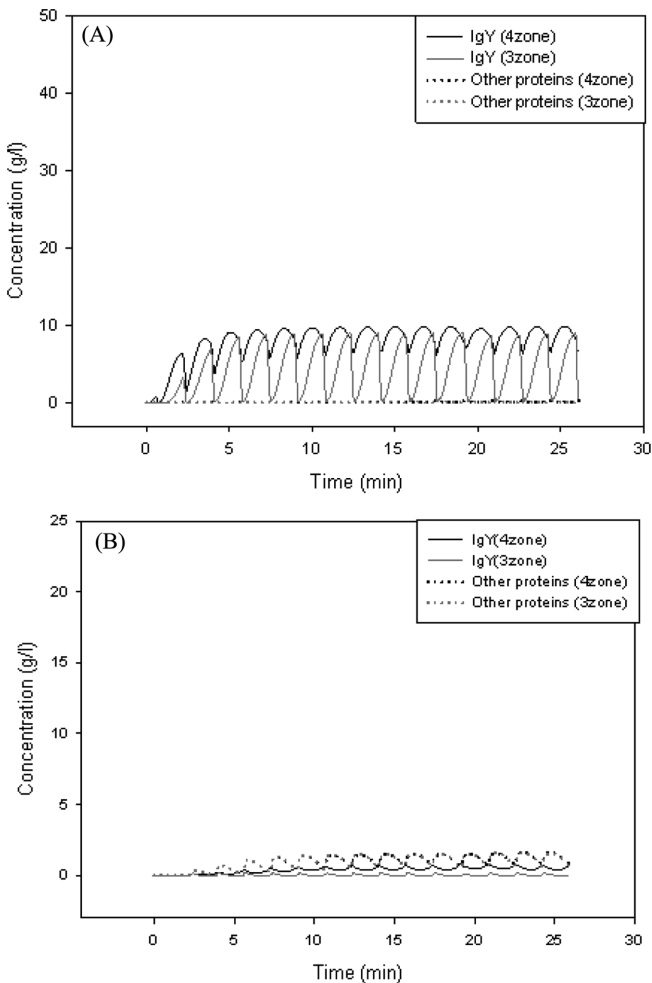 (A)
50
40
30
20
10
0
Concentration (g/l)
IgY (4zone)
IgY (3zone)
Other proteins (4zone)
Other proteins (3zone)
0 5 10 15 20 25 30
Time (min)
(B)
25
20
15
10
5
0
Concentration (g/l)
IgY(4zone)
IgY(3zone)
Other proteins (4zone)
Other proteins (3zone)
0 5 10 15 20 25 30
Time (min)